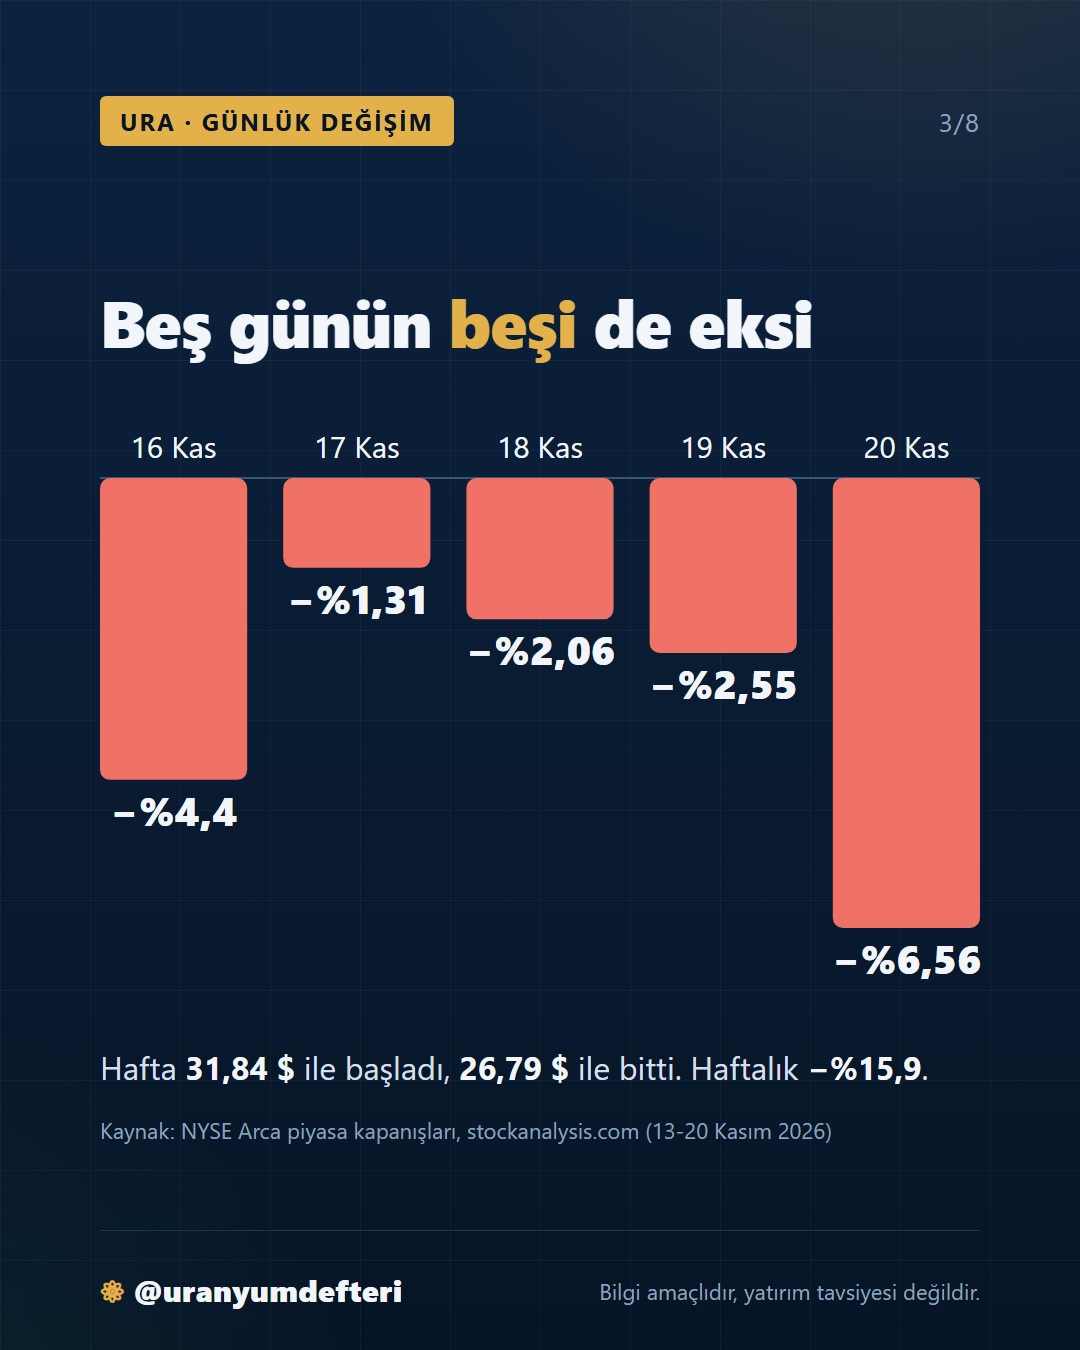 URA · GÜNLÜK DEĞİŞİM
3/8
Beş günün beşi de eksi
16 Kas
17 Kas
18 Kas
19 Kas
20 Kas
−%4,4
−%1,31
−%2,06
−%2,55
−%6,56
Hafta 31,84 $ ile başladı, 26,79 $ ile bitti. Haftalık −%15,9.
Kaynak: NYSE Arca piyasa kapanışları, stockanalysis.com (13-20 Kasım 2026)
@uranyumdefteri
Bilgi amaçlıdır, yatırım tavsiyesi değildir.